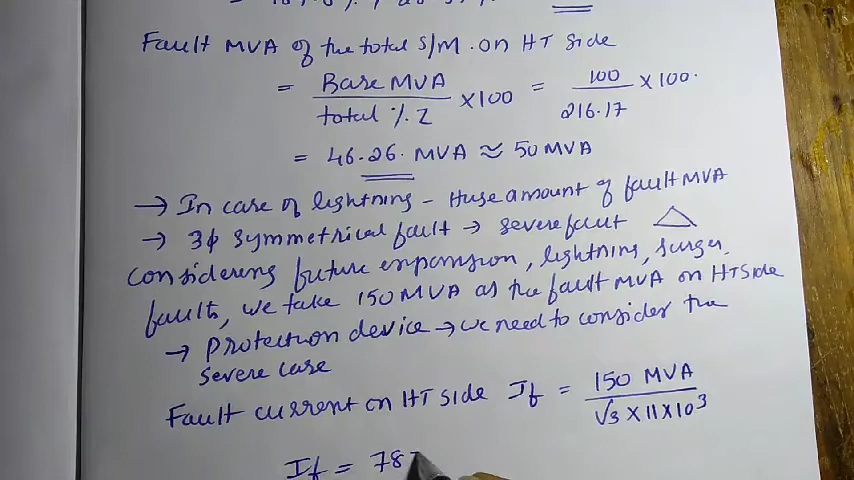 Fault MVA of the total S/M. on HT side
= Base MVA / total %Z × 100 = 100 / 216.17 × 100.
= 46.26. MVA ≈ 50 MVA
→ In case of lightning - Huge amount of fault MVA
→ 3ϕ symmetrical fault → severe fault
considering future expansion, lightning, surges
faults, we take 150 MVA as the fault MVA on HT side
→ Protection device → we need to consider the
severe case
Fault current on HT side If = 150 MVA / √3 × 11 × 10³
If = 787